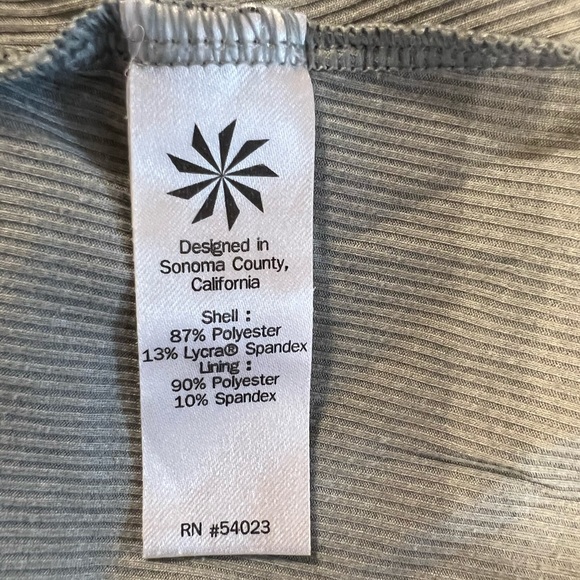 Designed in
Sonoma County,
California
Shell :
87% Polyester
13% Lycra® Spandex
Lining :
90% Polyester
10% Spandex
RN #54023